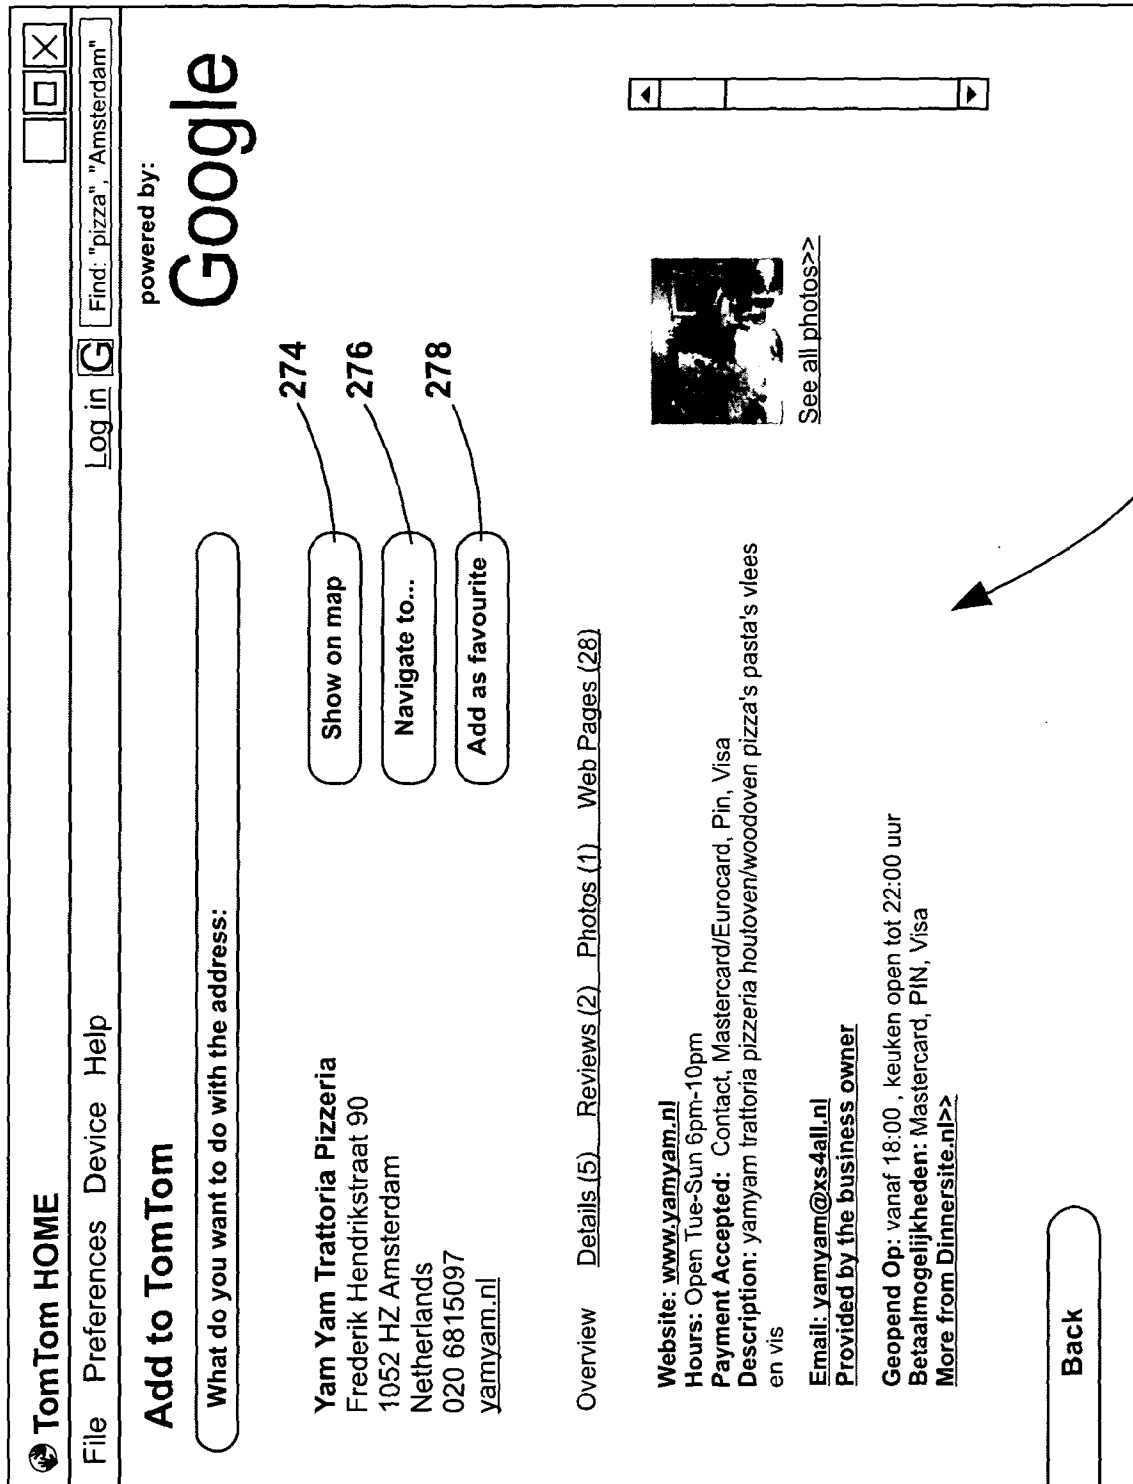 TomTom HOME
File Preferences Device Help Log in G Find: "pizza", "Amsterdam"
Add to TomTom
powered by:
Google
What do you want to do with the address:
Yam Yam Trattoria Pizzeria
Frederik Hendrikstraat 90
1052 HZ Amsterdam
Netherlands
020 6815097
yamyam.nl
Show on map
274
Navigate to...
276
Add as favourite
278
Overview Details (5) Reviews (2) Photos (1) Web Pages (28)
Website: www.yamyam.nl
Hours: Open Tue-Sun 6pm-10pm
Payment Accepted: Contact, Mastercard/Eurocard, Pin, Visa
Description: yamyam trattoria pizzeria houtoven/woodoven pizza's pasta's vlees
en vis
Email: yamyam@xs4all.nl
Provided by the business owner
Geopend Op: vanaf 18:00 , keuken open tot 22:00 uur
Betaalmogelijkheden: Mastercard, PIN, Visa
More from Dinnersite.nl>>
See all photos>>
Back